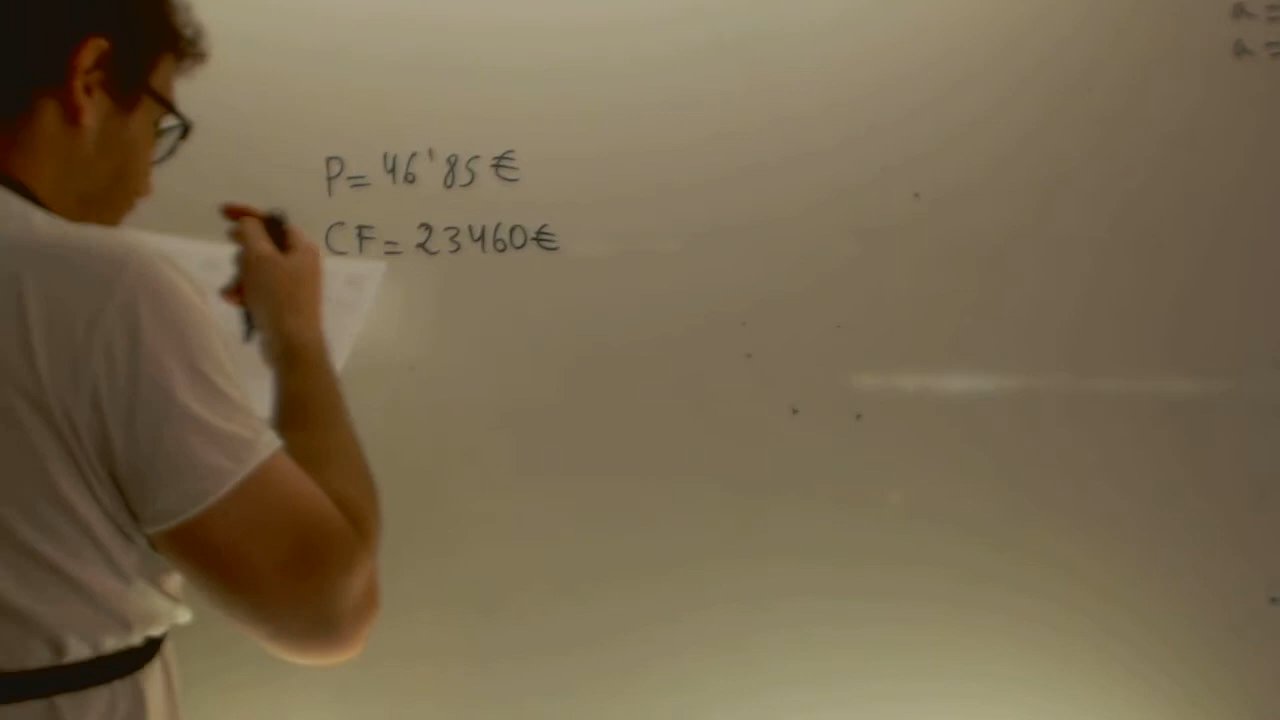 P= 46'85€
CF= 23460€
a =
a =